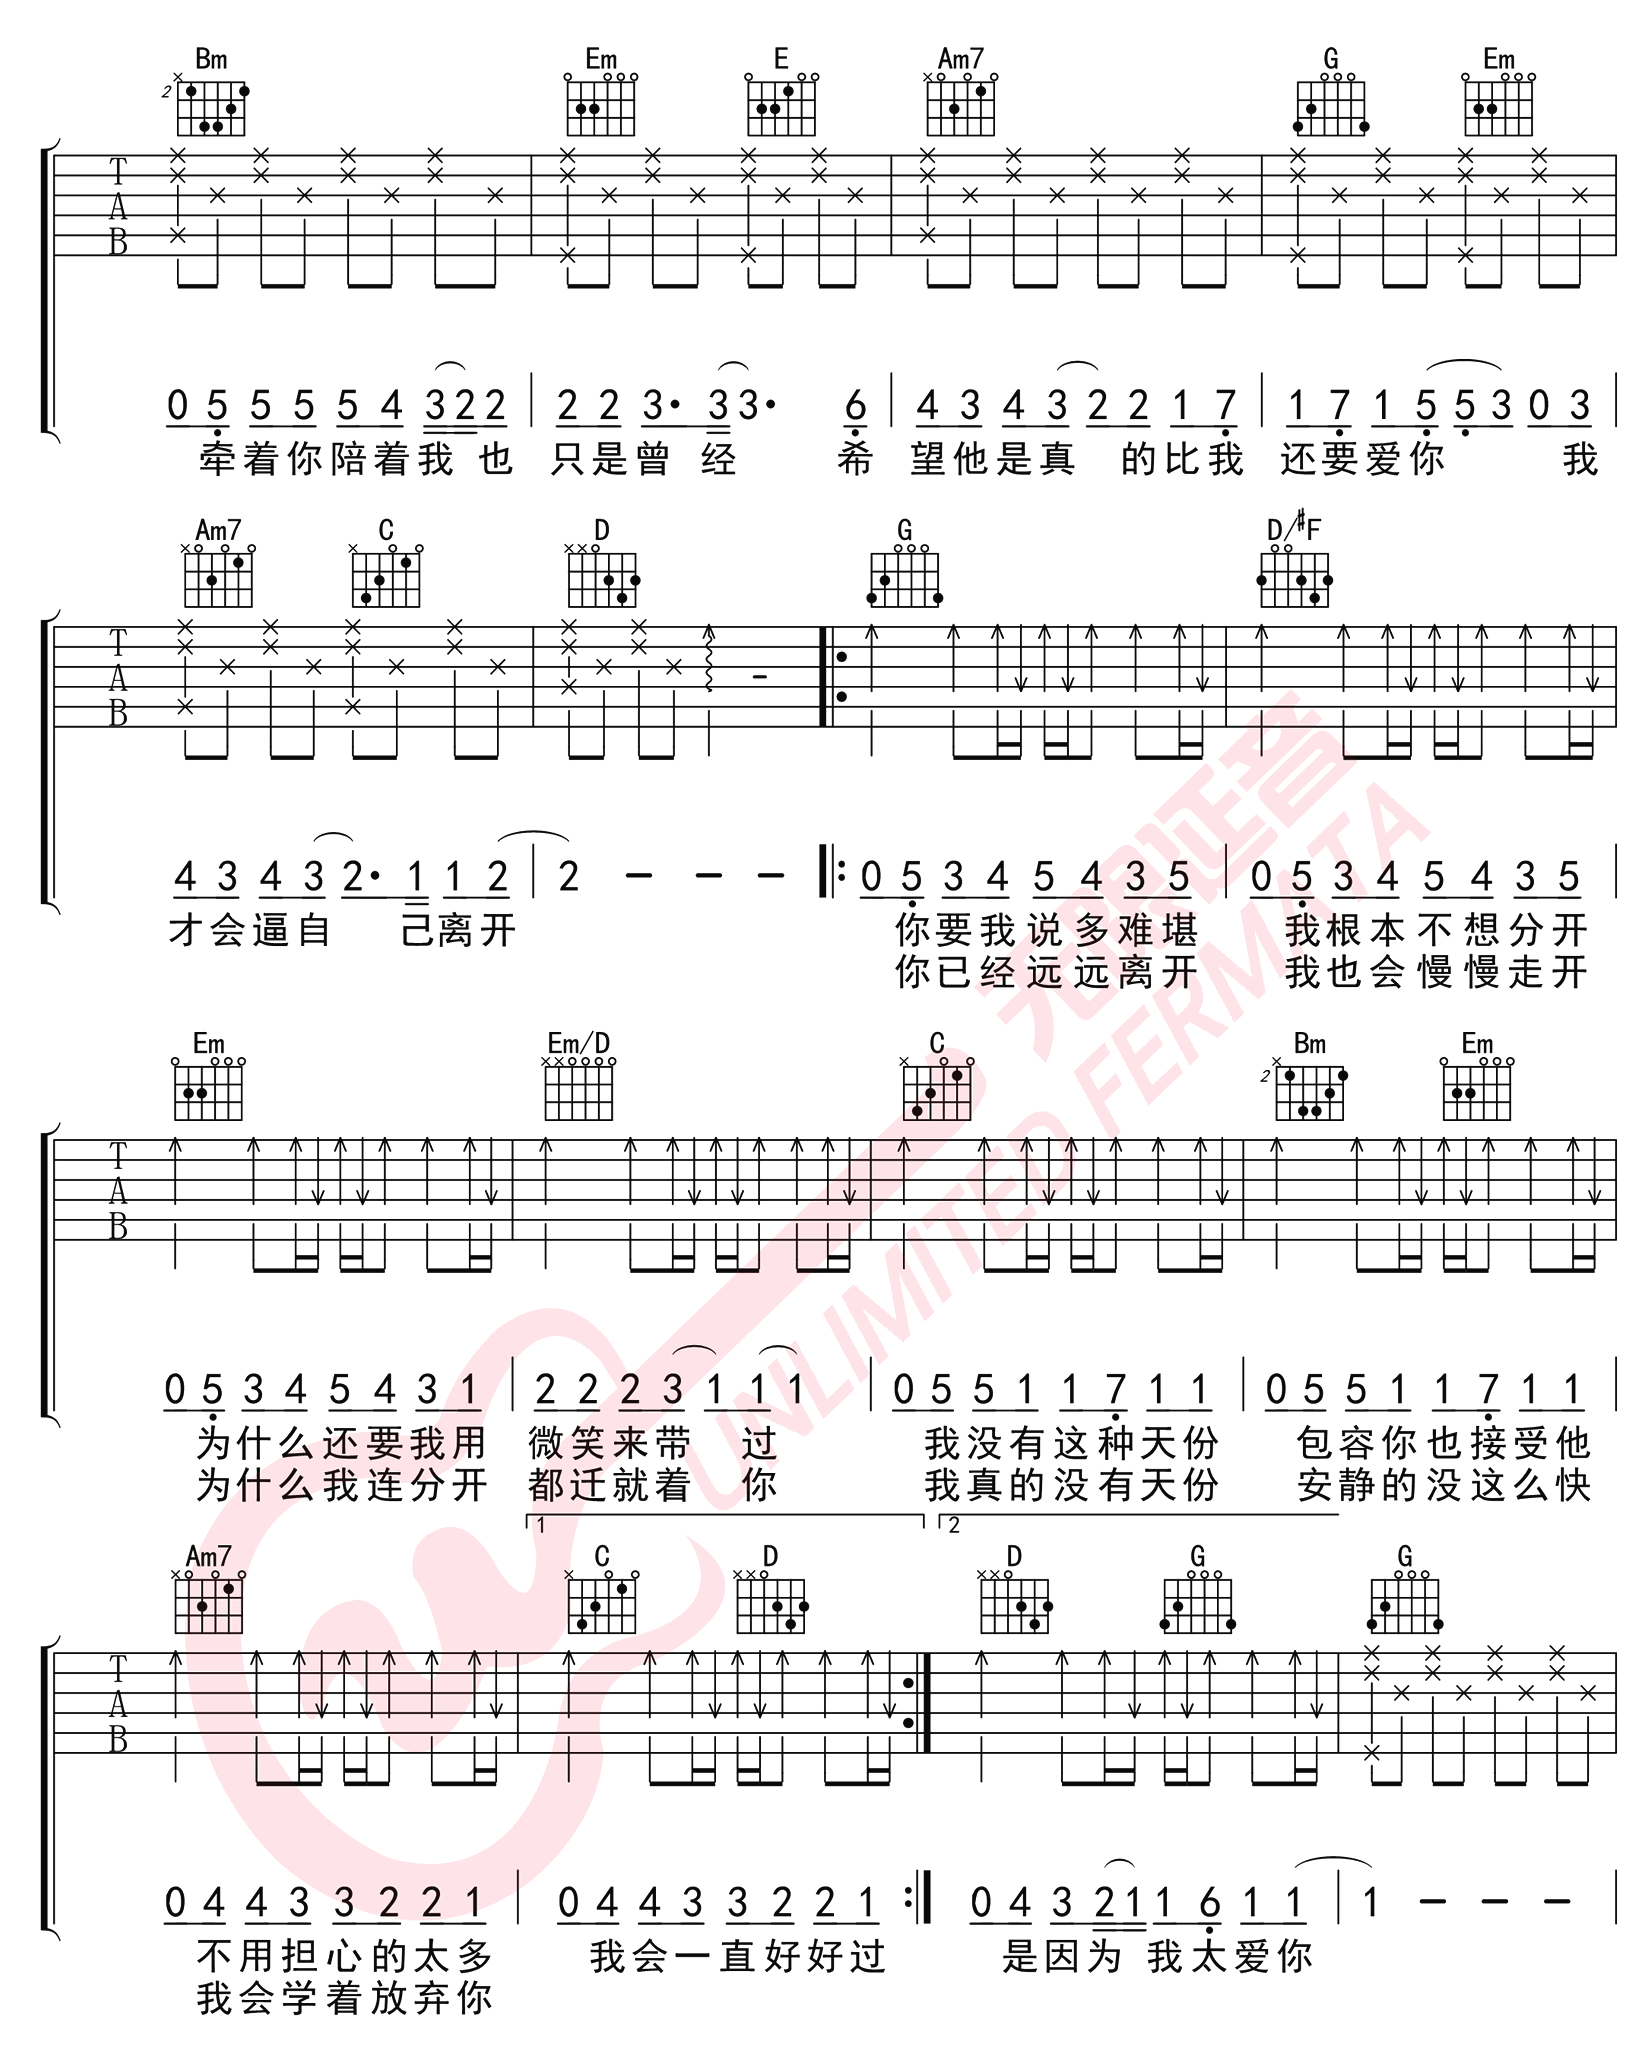 Bm Em E Am7 G Em
2
T
A
B
0 5 5 5 5 4 3 2 2 2 2 3· 3 3· 6 4 3 4 3 2 2 1 7 1 7 1 5 5 3 0 3
牵着你陪着我 也 只是曾 经 希 望他是真 的比我 还要爱你 我
Am7 C D G D/#F
T
A
B
4 3 4 3 2· 1 1 2 2 - - - 0 5 3 4 5 4 3 5 0 5 3 4 5 4 3 5
才会逼自 己离开 你要我说多难堪 我根本不想分开
你已经远远离开 我也会慢慢走开
Em Em/D C Bm Em
2
T
A
B
0 5 3 4 5 4 3 1 2 2 2 3 1 1 1 0 5 5 1 1 7 1 1 0 5 5 1 1 7 1 1
为什么还要我用 微笑来带 过 我没有这种天份 包容你也接受他
为什么我连分开 都迁就着 你 我真的没有天份 安静的没这么快
1 2
Am7 C D D G G
T
A
B
0 4 4 3 3 2 2 1 0 4 4 3 3 2 2 1 0 4 3 2 1 1 6 1 1 1 - - -
不用担心的太多 我会一直好好过 是因为 我太爱你
我会学着放弃你
无限延音
UNLIMITED FERMATA